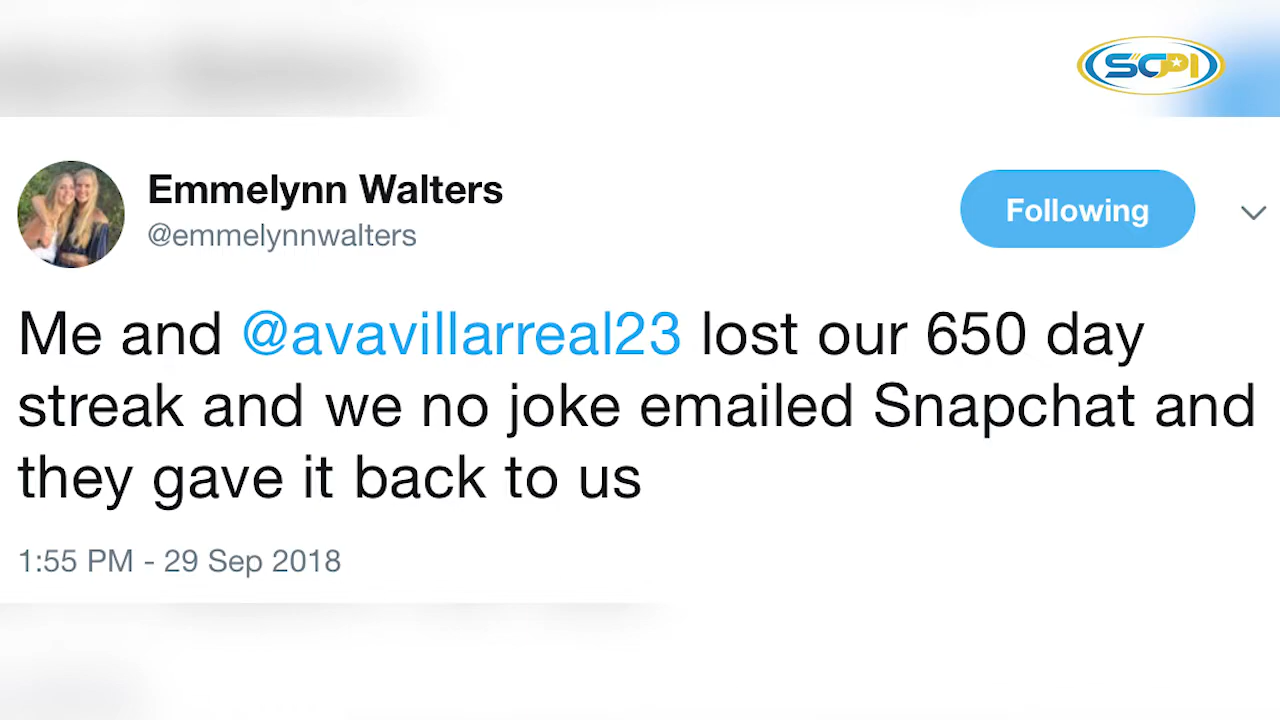 SCPI
Emmelynn Walters
@emmelynnwalters
Following
Me and @avavillarreal23 lost our 650 day
streak and we no joke emailed Snapchat and
they gave it back to us
1:55 PM - 29 Sep 2018